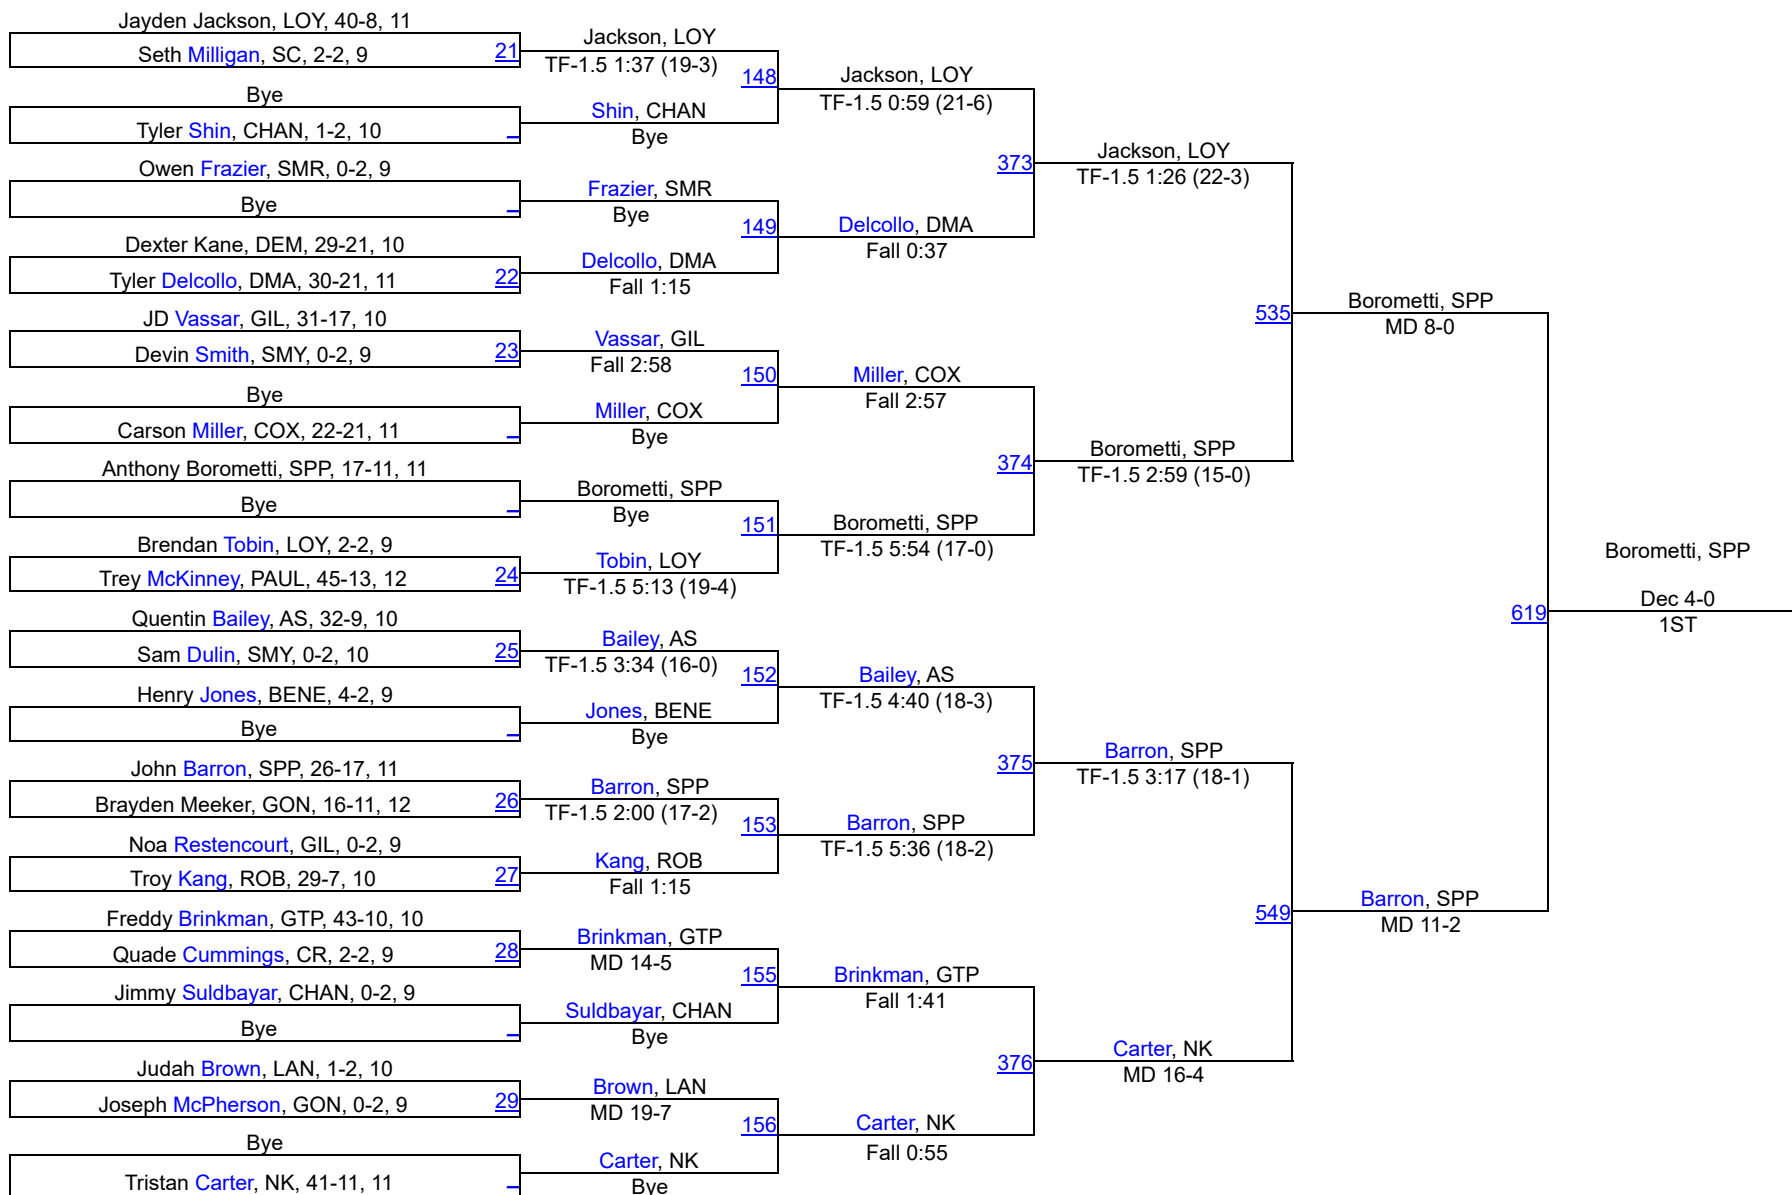 Jayden Jackson, LOY, 40-8, 11
Seth Milligan, SC, 2-2, 9
21
Bye
Tyler Shin, CHAN, 1-2, 10
Owen Frazier, SMR, 0-2, 9
Bye
Dexter Kane, DEM, 29-21, 10
Tyler Delcollo, DMA, 30-21, 11
22
JD Vassar, GIL, 31-17, 10
Devin Smith, SMY, 0-2, 9
23
Bye
Carson Miller, COX, 22-21, 11
Anthony Borometti, SPP, 17-11, 11
Bye
Brendan Tobin, LOY, 2-2, 9
Trey McKinney, PAUL, 45-13, 12
24
Quentin Bailey, AS, 32-9, 10
Sam Dulin, SMY, 0-2, 10
25
Henry Jones, BENE, 4-2, 9
Bye
John Barron, SPP, 26-17, 11
Brayden Meeker, GON, 16-11, 12
26
Noa Restencourt, GIL, 0-2, 9
Troy Kang, ROB, 29-7, 10
27
Freddy Brinkman, GTP, 43-10, 10
Quade Cummings, CR, 2-2, 9
28
Jimmy Suldbayar, CHAN, 0-2, 9
Bye
Judah Brown, LAN, 1-2, 10
Joseph McPherson, GON, 0-2, 9
29
Bye
Tristan Carter, NK, 41-11, 11
Jackson, LOY
TF-1.5 1:37 (19-3)
148
Shin, CHAN
Bye
Frazier, SMR
Bye
149
Delcollo, DMA
Fall 1:15
Vassar, GIL
Fall 2:58
150
Miller, COX
Bye
Borometti, SPP
Bye
151
Tobin, LOY
TF-1.5 5:13 (19-4)
Bailey, AS
TF-1.5 3:34 (16-0)
152
Jones, BENE
Bye
Barron, SPP
TF-1.5 2:00 (17-2)
153
Kang, ROB
Fall 1:15
Brinkman, GTP
MD 14-5
155
Suldbayar, CHAN
Bye
Brown, LAN
MD 19-7
156
Carter, NK
Bye
Jackson, LOY
TF-1.5 0:59 (21-6)
373
Delcollo, DMA
Fall 0:37
Miller, COX
Fall 2:57
374
Borometti, SPP
TF-1.5 5:54 (17-0)
Bailey, AS
TF-1.5 4:40 (18-3)
375
Barron, SPP
TF-1.5 5:36 (18-2)
Brinkman, GTP
Fall 1:41
376
Carter, NK
Fall 0:55
Jackson, LOY
TF-1.5 1:26 (22-3)
535
Borometti, SPP
TF-1.5 2:59 (15-0)
Barron, SPP
TF-1.5 3:17 (18-1)
549
Carter, NK
MD 16-4
Borometti, SPP
MD 8-0
619
Barron, SPP
MD 11-2
Borometti, SPP
Dec 4-0
1ST